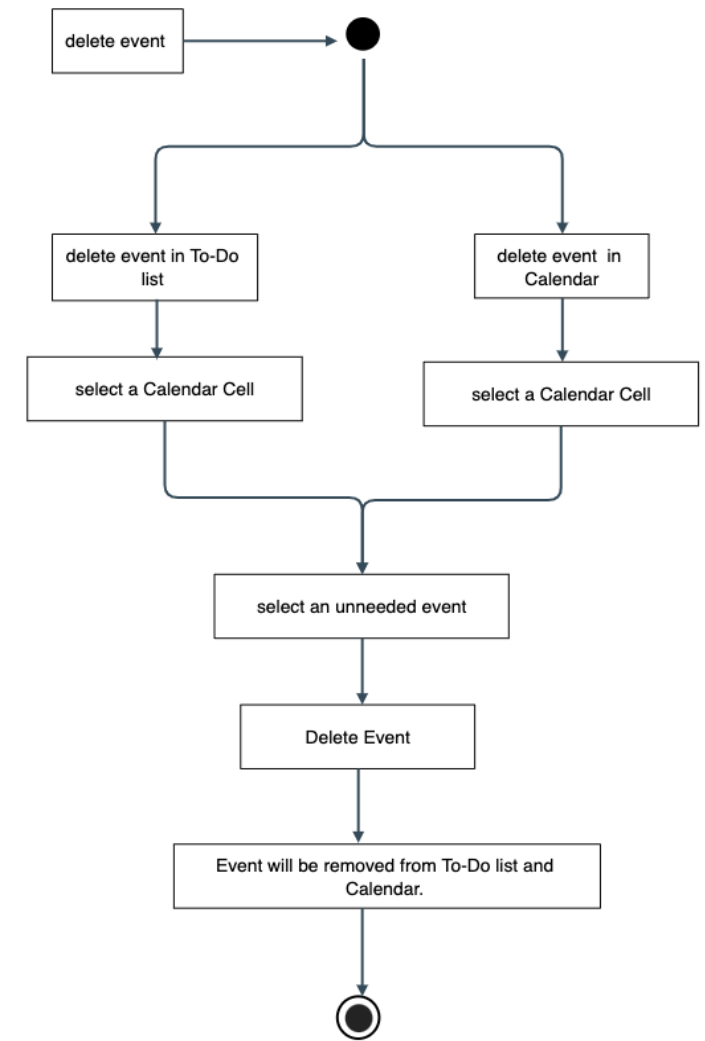 delete event
delete event in To-Do
list
delete event  in
Calendar
select a Calendar Cell
select a Calendar Cell
select an unneeded event
Delete Event
Event will be removed from To-Do list and
Calendar.